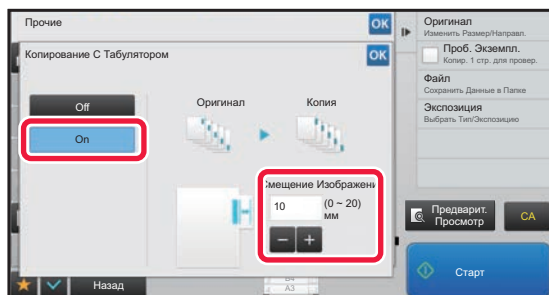 Прочие
OK
Копирование С Табулятором
OK
Off
On
Оригинал
Копия
мещение Изображени
10
(0 ~ 20)
мм
Назад
A3
Оригинал
Изменить Размер/Направл.
Проб. Экземпл.
Копир. 1 стр. для провер.
Файл
Сохранить Данные в Папке
Экспозиция
Выбрать Тип/Экспозицию
Предварит.
Просмотр
CA
Старт